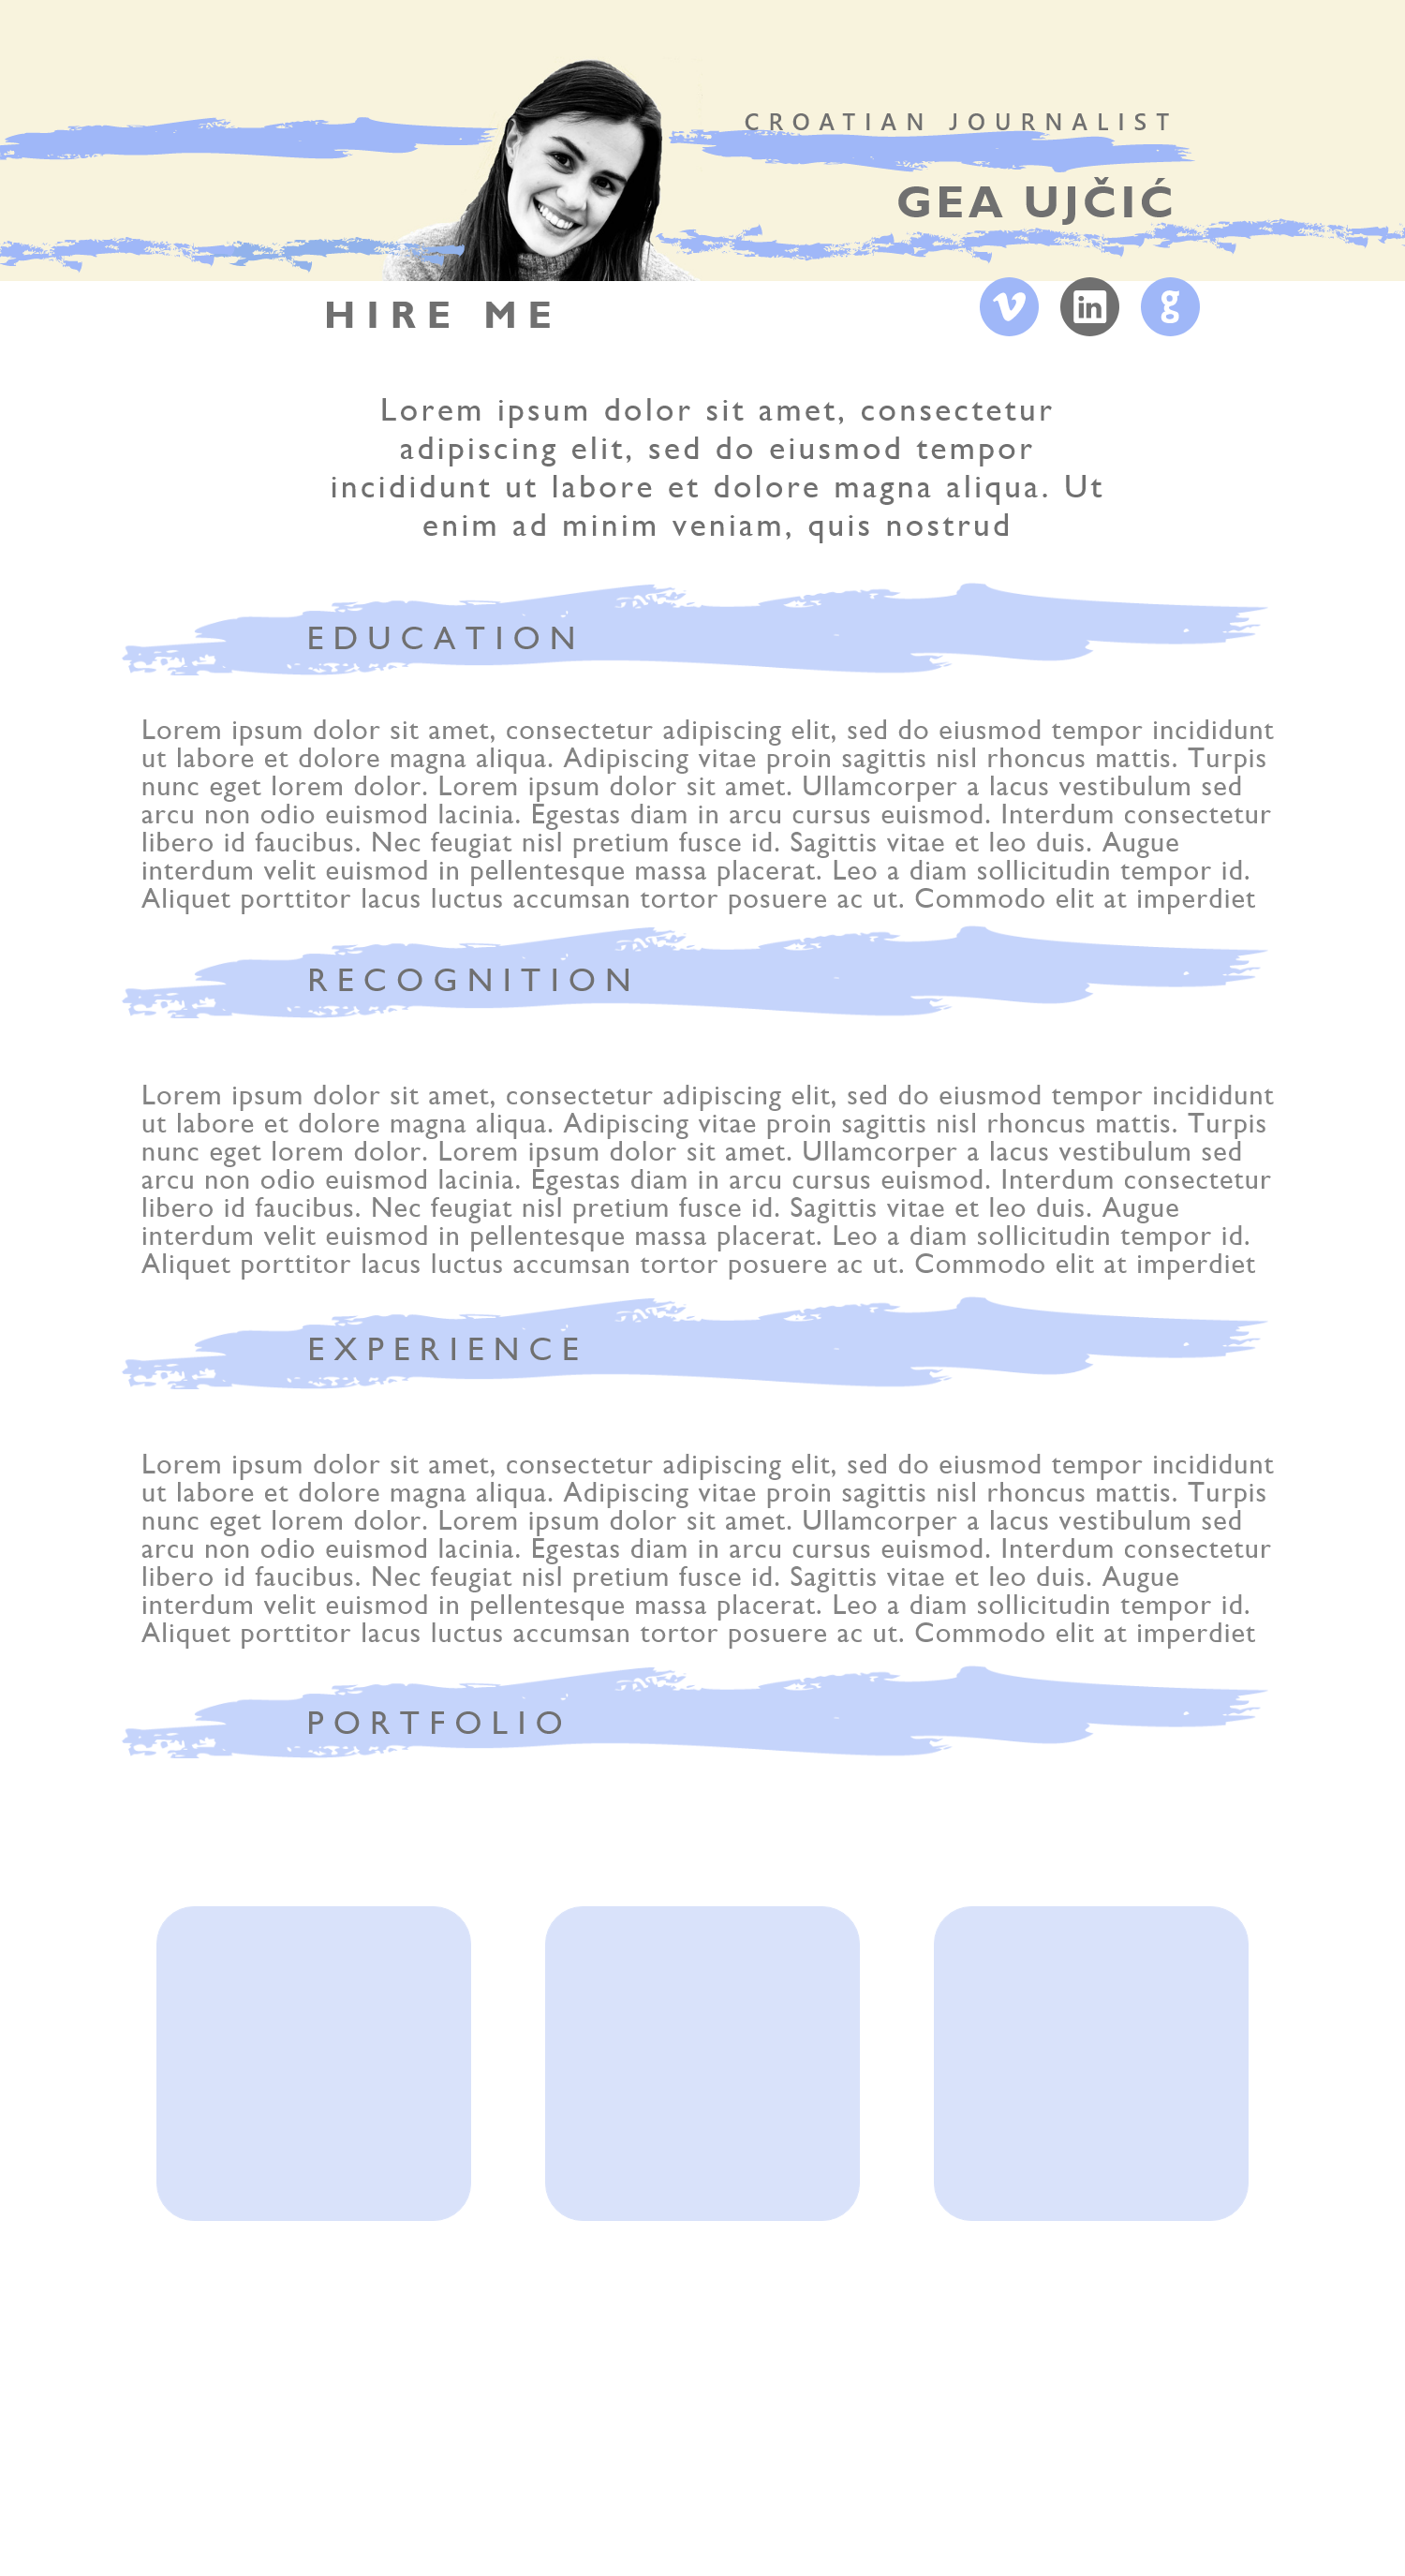 CROATIAN JOURNALIST
GEA UJČIĆ
HIRE ME
v in g
Lorem ipsum dolor sit amet, consectetur
adipiscing elit, sed do eiusmod tempor
incididunt ut labore et dolore magna aliqua. Ut
enim ad minim veniam, quis nostrud
EDUCATION
Lorem ipsum dolor sit amet, consectetur adipiscing elit, sed do eiusmod tempor incididunt
ut labore et dolore magna aliqua. Adipiscing vitae proin sagittis nisl rhoncus mattis. Turpis
nunc eget lorem dolor. Lorem ipsum dolor sit amet. Ullamcorper a lacus vestibulum sed
arcu non odio euismod lacinia. Egestas diam in arcu cursus euismod. Interdum consectetur
libero id faucibus. Nec feugiat nisl pretium fusce id. Sagittis vitae et leo duis. Augue
interdum velit euismod in pellentesque massa placerat. Leo a diam sollicitudin tempor id.
Aliquet porttitor lacus luctus accumsan tortor posuere ac ut. Commodo elit at imperdiet
RECOGNITION
Lorem ipsum dolor sit amet, consectetur adipiscing elit, sed do eiusmod tempor incididunt
ut labore et dolore magna aliqua. Adipiscing vitae proin sagittis nisl rhoncus mattis. Turpis
nunc eget lorem dolor. Lorem ipsum dolor sit amet. Ullamcorper a lacus vestibulum sed
arcu non odio euismod lacinia. Egestas diam in arcu cursus euismod. Interdum consectetur
libero id faucibus. Nec feugiat nisl pretium fusce id. Sagittis vitae et leo duis. Augue
interdum velit euismod in pellentesque massa placerat. Leo a diam sollicitudin tempor id.
Aliquet porttitor lacus luctus accumsan tortor posuere ac ut. Commodo elit at imperdiet
EXPERIENCE
Lorem ipsum dolor sit amet, consectetur adipiscing elit, sed do eiusmod tempor incididunt
ut labore et dolore magna aliqua. Adipiscing vitae proin sagittis nisl rhoncus mattis. Turpis
nunc eget lorem dolor. Lorem ipsum dolor sit amet. Ullamcorper a lacus vestibulum sed
arcu non odio euismod lacinia. Egestas diam in arcu cursus euismod. Interdum consectetur
libero id faucibus. Nec feugiat nisl pretium fusce id. Sagittis vitae et leo duis. Augue
interdum velit euismod in pellentesque massa placerat. Leo a diam sollicitudin tempor id.
Aliquet porttitor lacus luctus accumsan tortor posuere ac ut. Commodo elit at imperdiet
PORTFOLIO